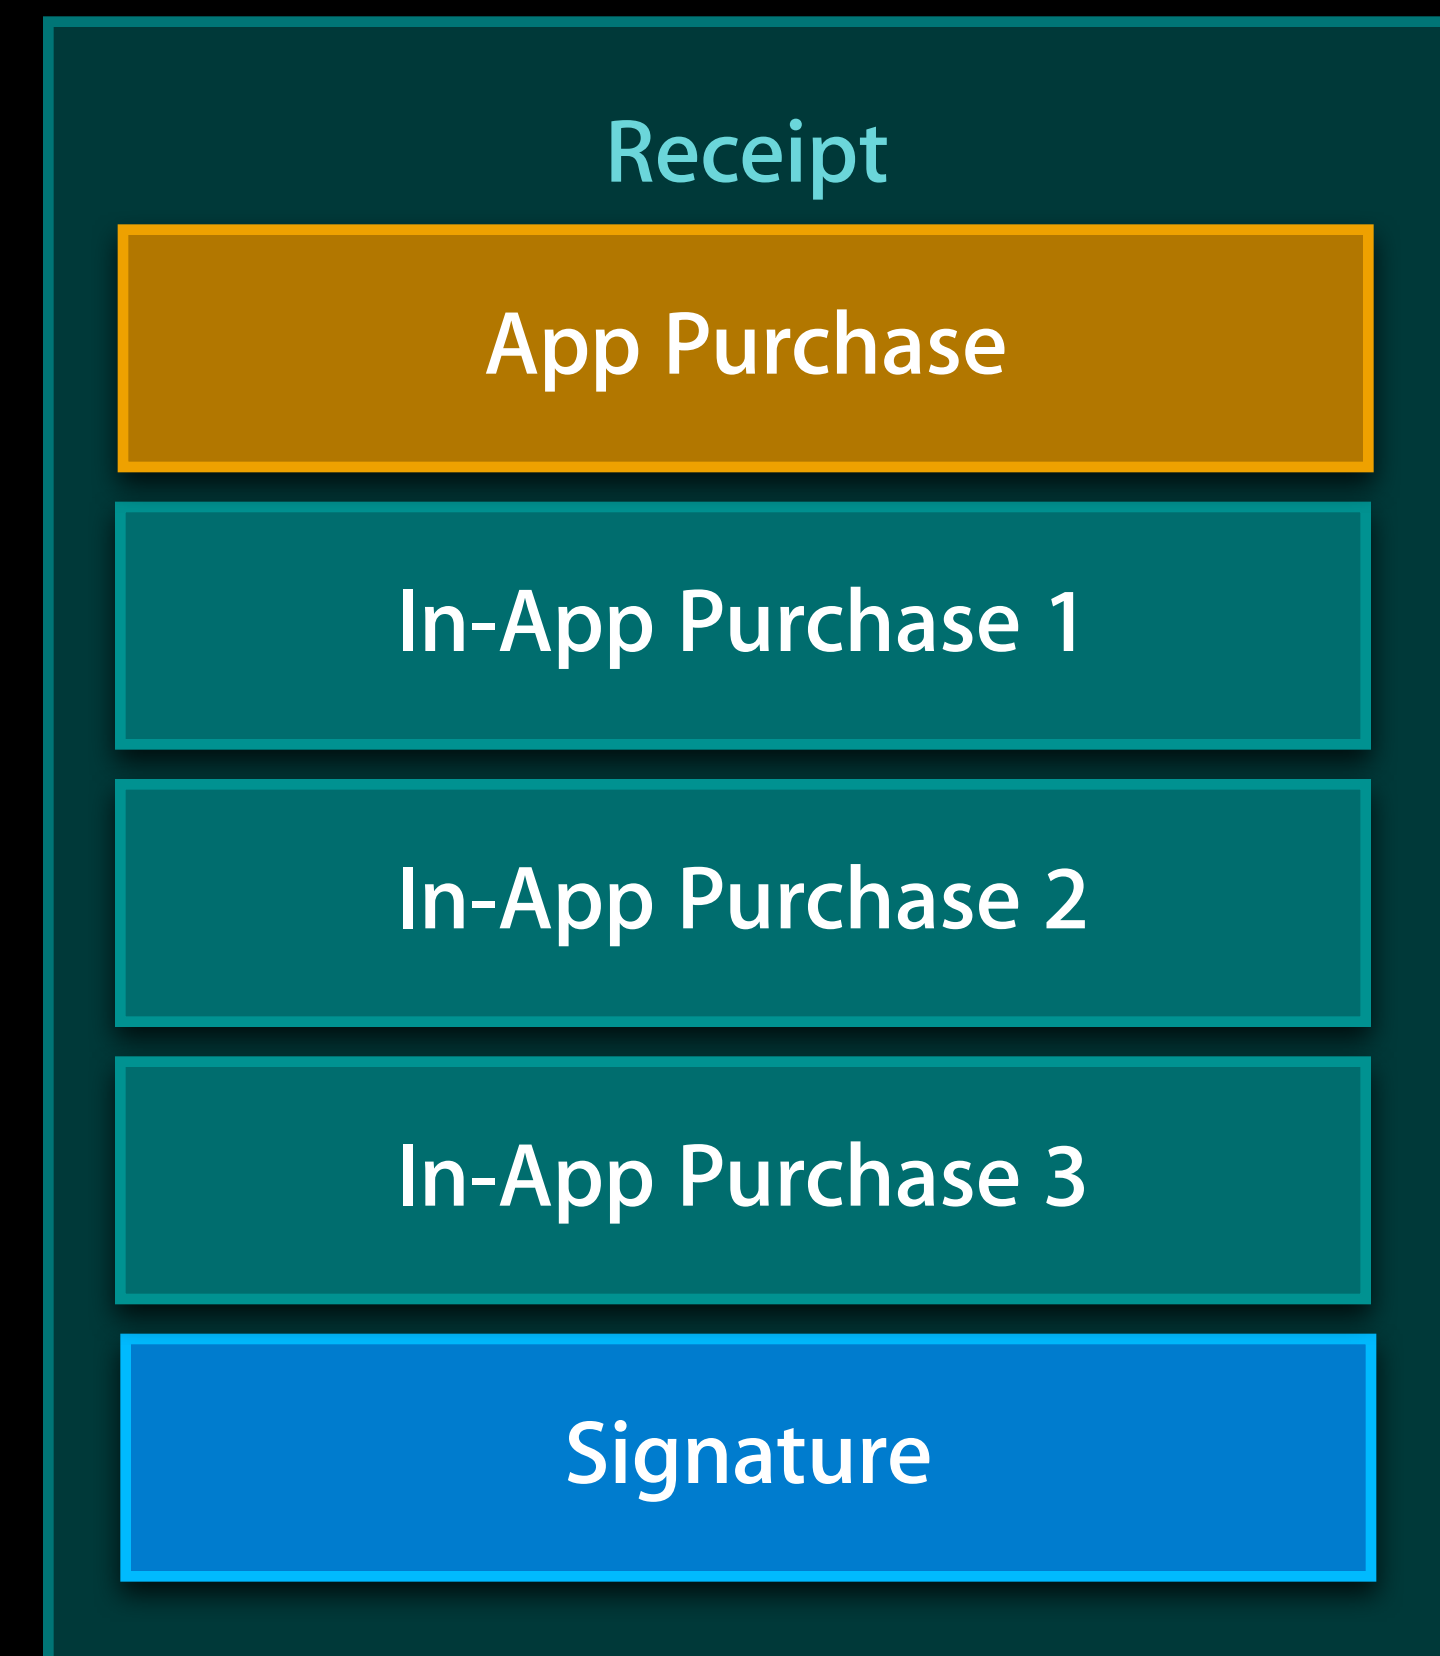 Receipt
App Purchase
In-App Purchase 1
In-App Purchase 2
In-App Purchase 3
Signature